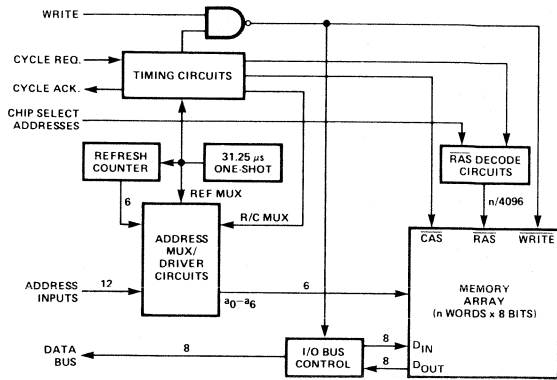 WRITE
CYCLE REQ.
CYCLE ACK.
TIMING CIRCUITS
CHIP SELECT
ADDRESSES
REFRESH
COUNTER
31.25 μs
ONE-SHOT
RAS DECODE
CIRCUITS
6
REF MUX
R/C MUX
n/4096
ADDRESS
MUX/
DRIVER
CIRCUITS
CAS
RAS
WRITE
ADDRESS
INPUTS
12
a0–a6
6
MEMORY
ARRAY
(n WORDS x 8 BITS)
DATA
BUS
8
I/O BUS
CONTROL
8
DIN
8
DOUT